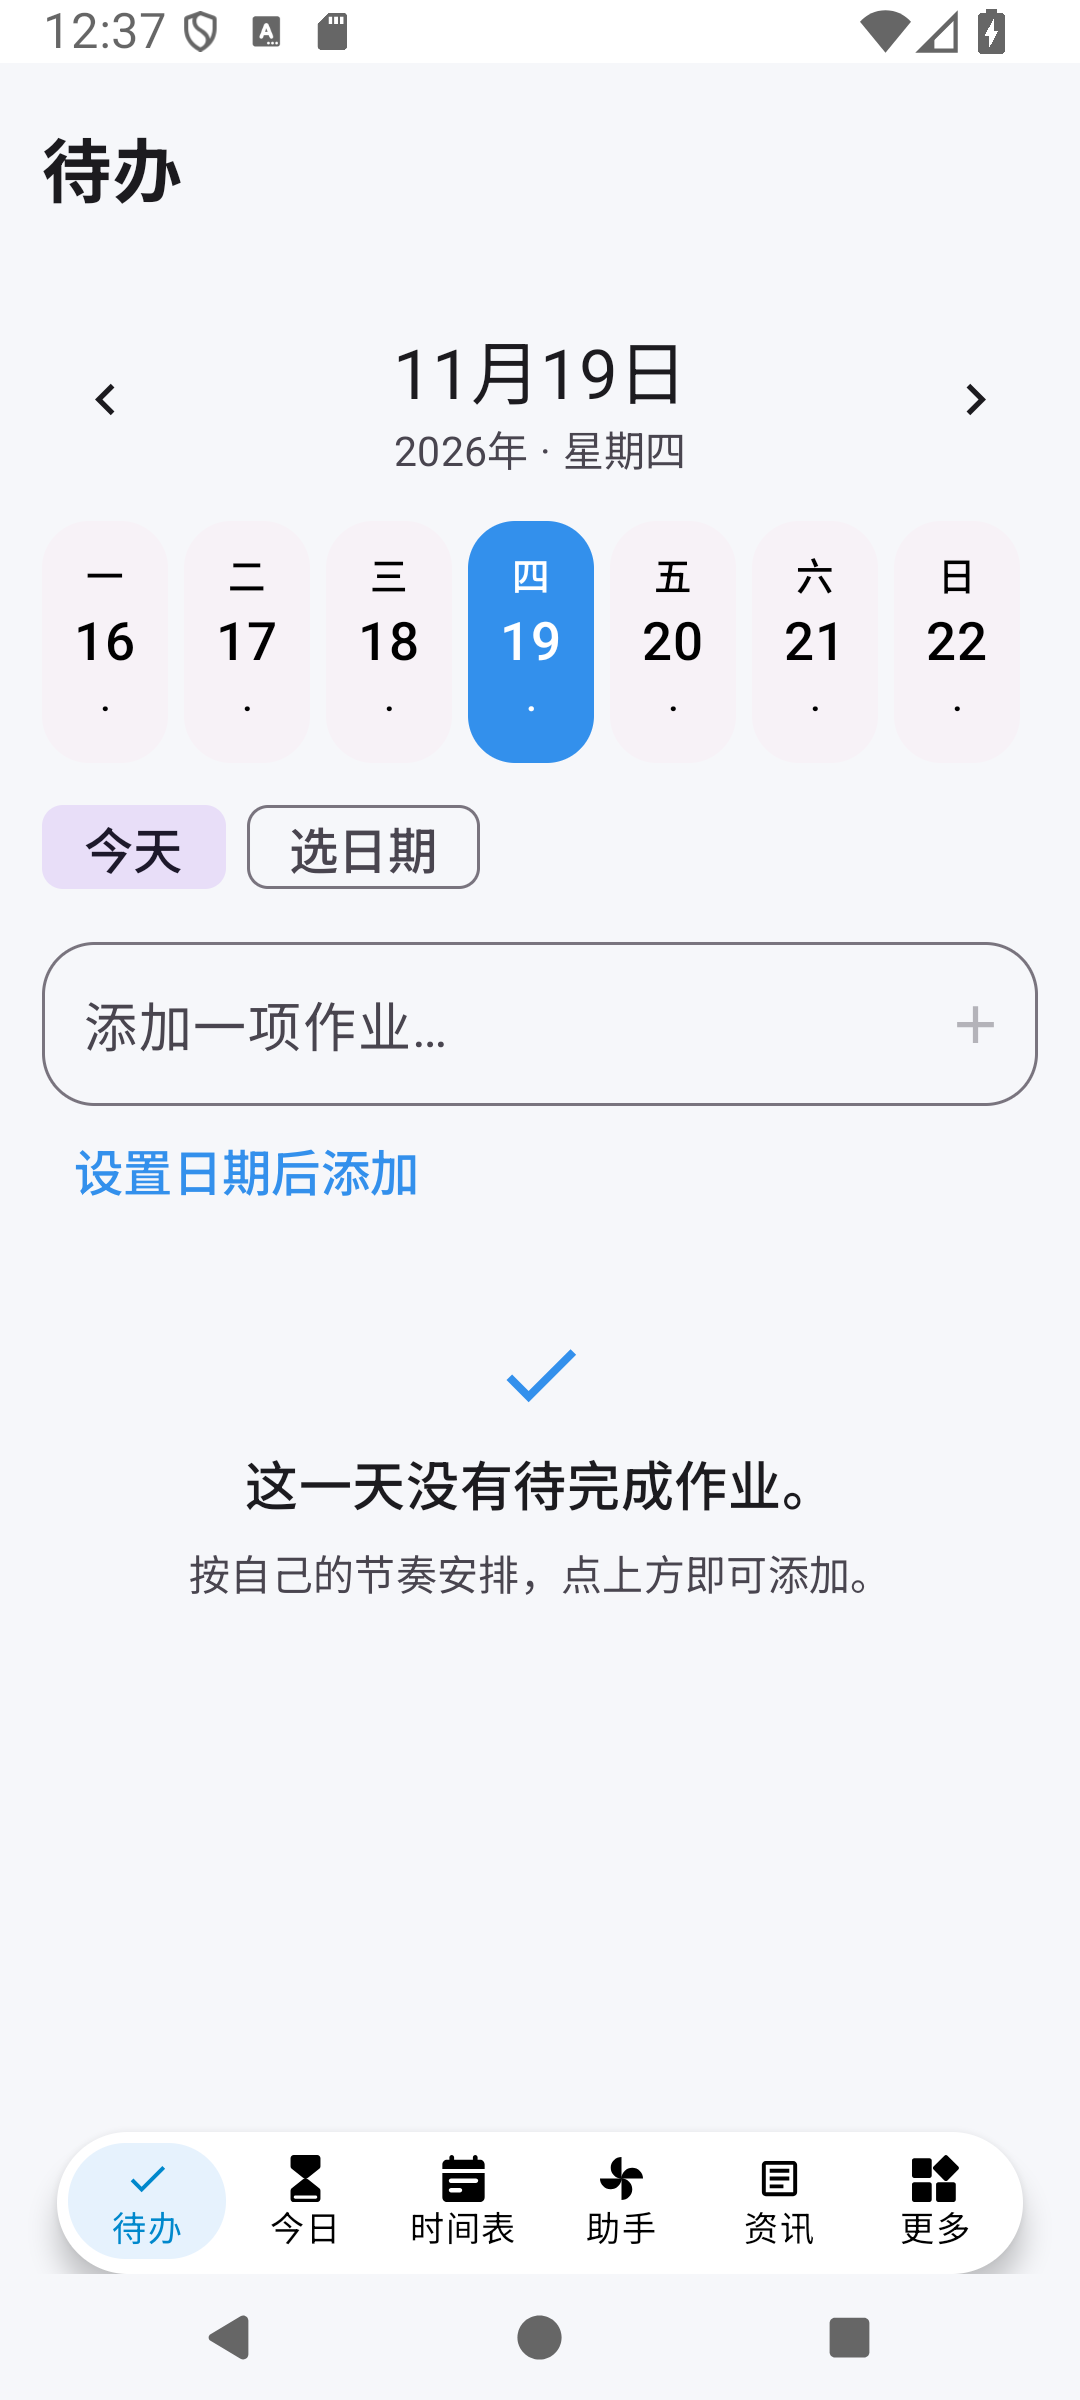 12:37
待办
11月19日
2026年 · 星期四
一 二 三 四 五 六 日
16 17 18 19 20 21 22
· · · · · · ·
今天 选日期
添加一项作业…
设置日期后添加
这一天没有待完成作业。
按自己的节奏安排，点上方即可添加。
待办 今日 时间表 助手 资讯 更多